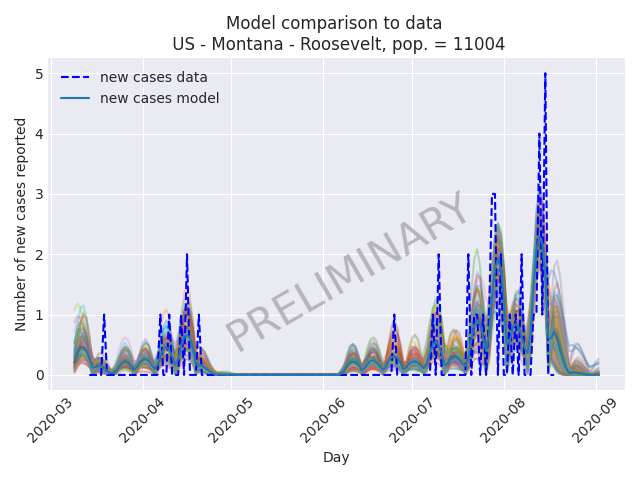 Model comparison to data
US - Montana - Roosevelt, pop. = 11004
new cases data
new cases model
Number of new cases reported
5
4
3
2
1
0
PRELIMINARY
2020-03
2020-04
2020-05
2020-06
2020-07
2020-08
2020-09
Day